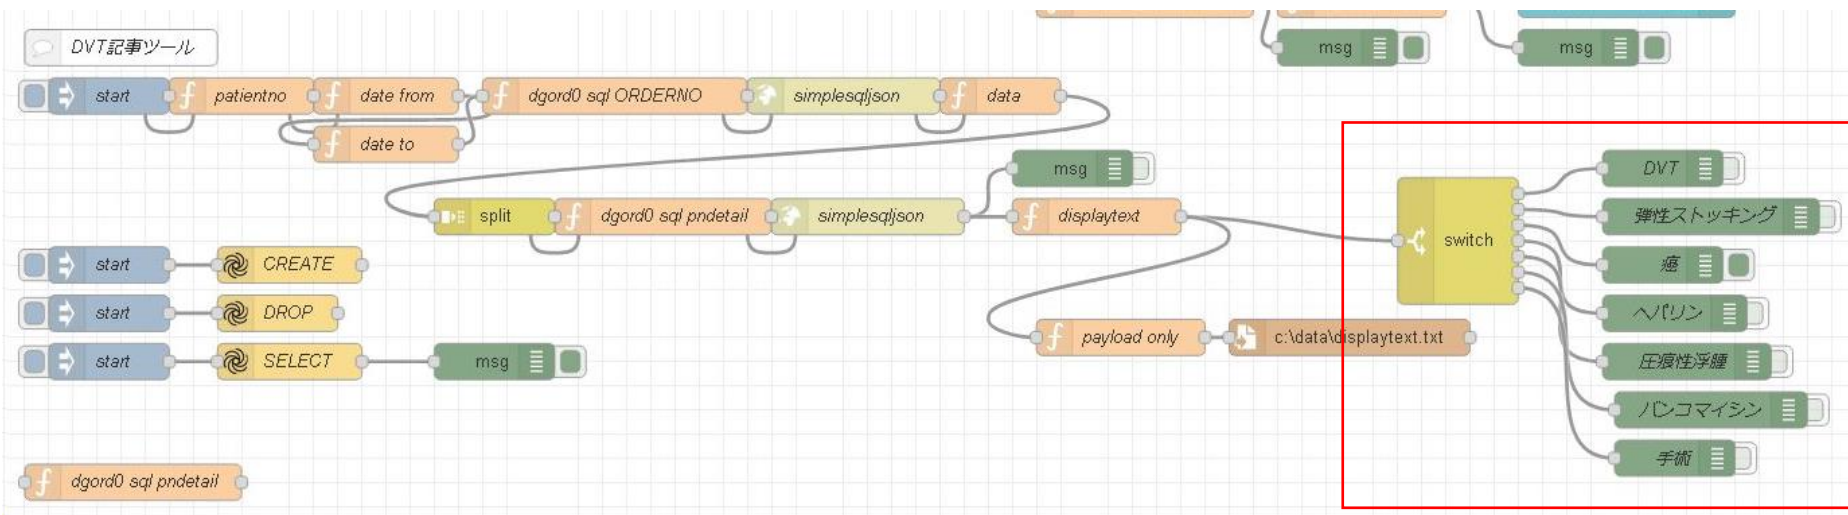 msg
msg
DVT記事ツール
start
patientno
date from
dgord0 sql ORDERNO
simplesqljson
data
date to
msg
DVT
split
dgord0 sql pndetail
simplesqljson
displaytext
switch
弾性ストッキング
start
CREATE
癌
start
DROP
ヘパリン
payload only
c:\data\displaytext.txt
start
SELECT
msg
圧痕性浮腫
バンコマイシン
手術
dgord0 sql pndetail